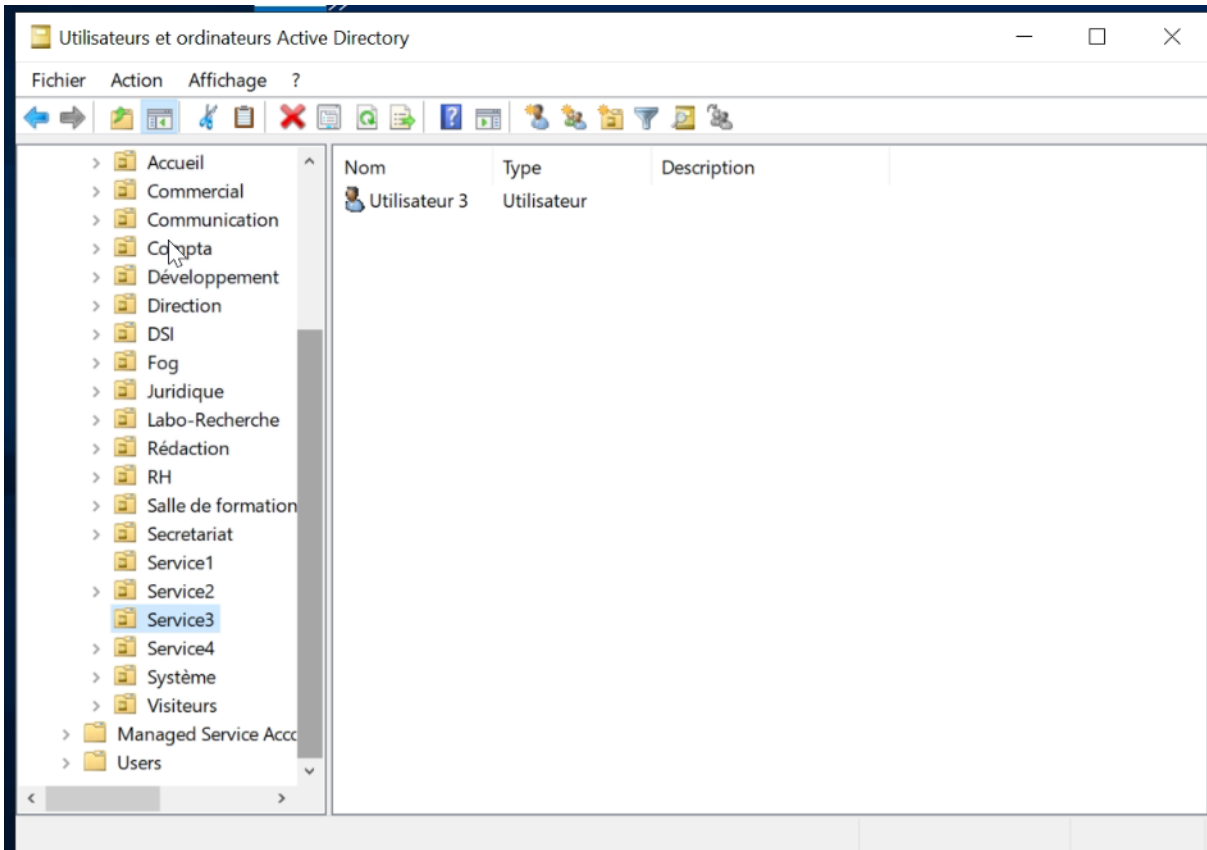 Utilisateurs et ordinateurs Active Directory
Fichier Action Affichage ?
Accueil
Commercial
Communication
Compta
Développement
Direction
DSI
Fog
Juridique
Labo-Recherche
Rédaction
RH
Salle de formation
Secretariat
Service1
Service2
Service3
Service4
Système
Visiteurs
Managed Service Acco
Users
Nom Type Description
Utilisateur 3 Utilisateur